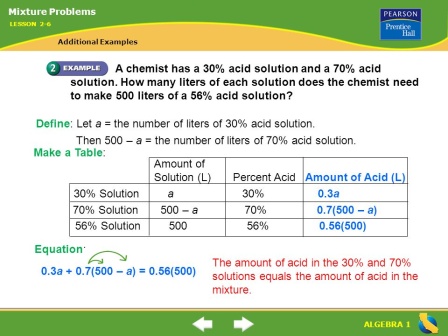 Mixture Problems
LESSON 2-6
PEARSON
Prentice
Hall
Additional Examples
2 EXAMPLE A chemist has a 30% acid solution and a 70% acid
solution. How many liters of each solution does the chemist need
to make 500 liters of a 56% acid solution?
Define: Let a = the number of liters of 30% acid solution.
Then 500 – a = the number of liters of 70% acid solution.
Make a Table:
Amount of
Solution (L) Percent Acid Amount of Acid (L)
30% Solution a 30% 0.3a
70% Solution 500 – a 70% 0.7(500 – a)
56% Solution 500 56% 0.56(500)
Equation:
0.3a + 0.7(500 – a) = 0.56(500)
The amount of acid in the 30% and 70%
solutions equals the amount of acid in the
mixture.
ALGEBRA 1